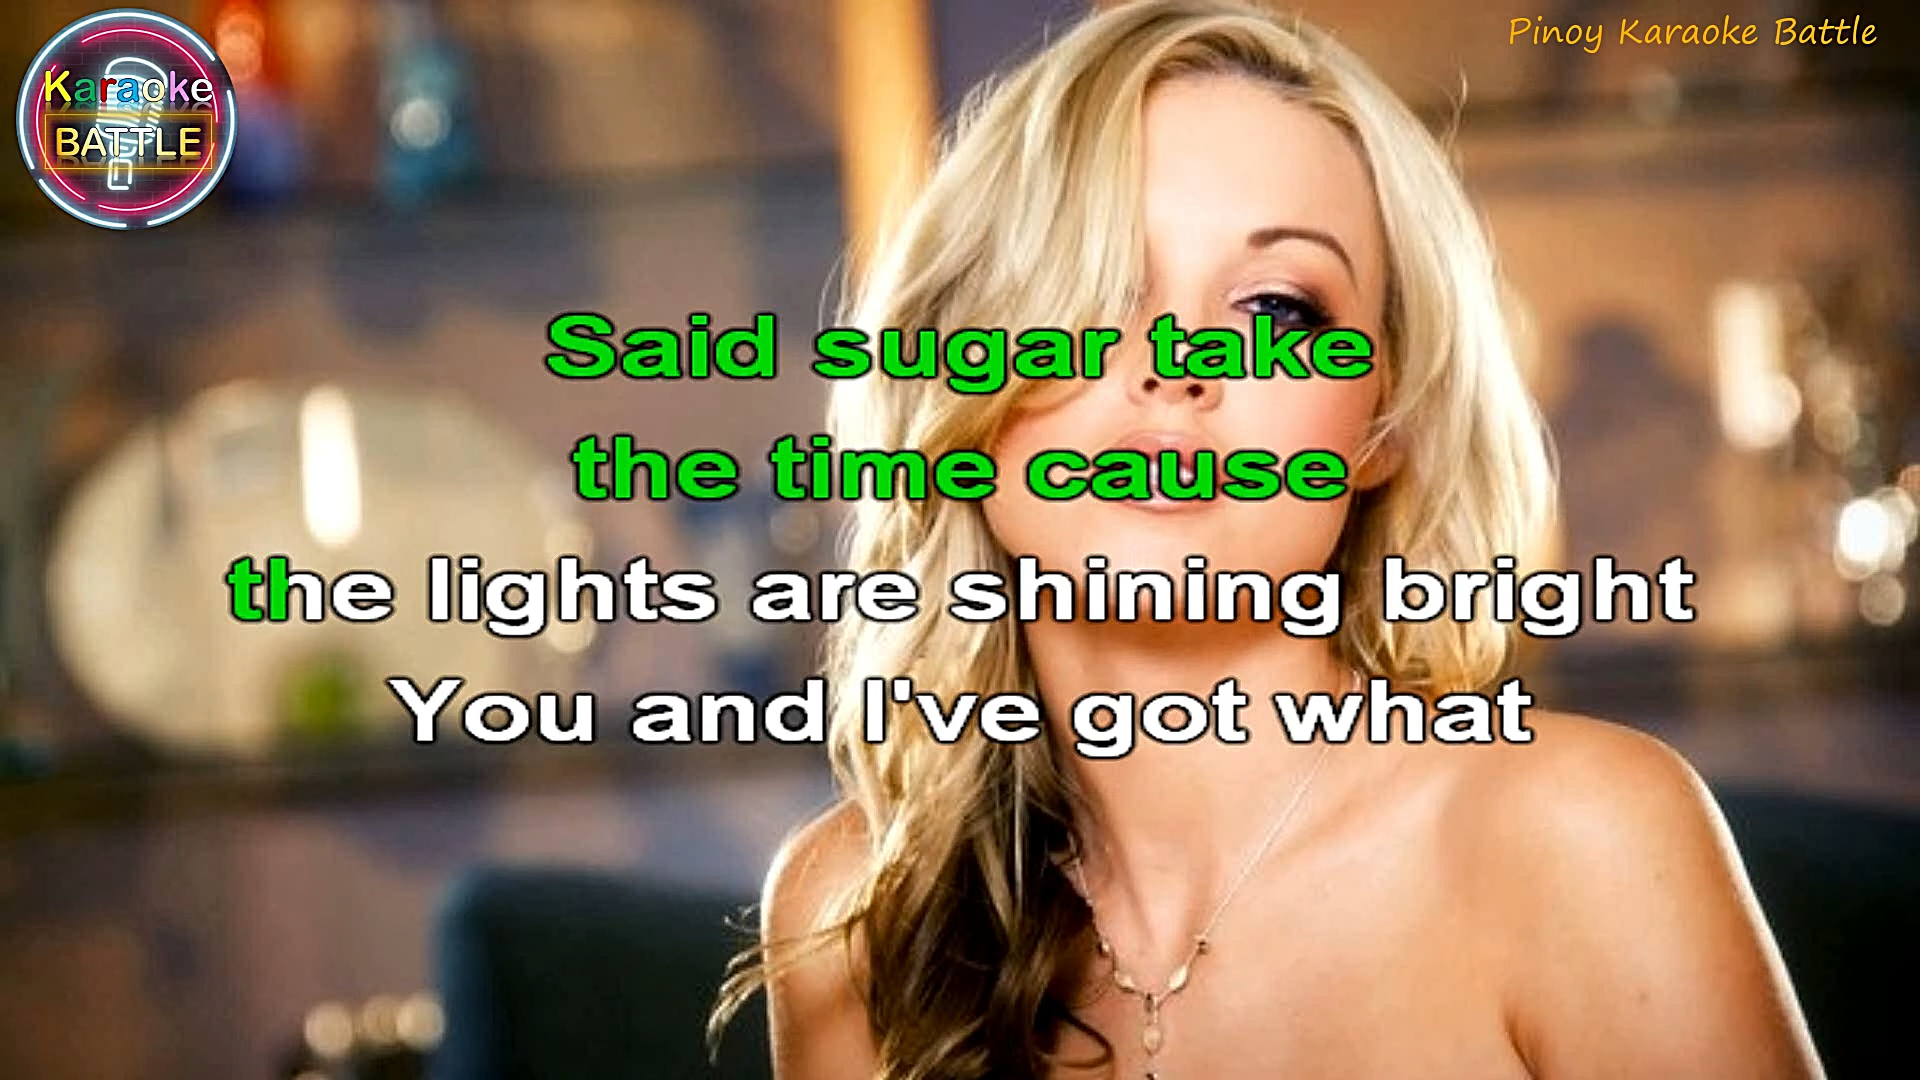 Karaoke
BATTLE
Pinoy Karaoke Battle
Said sugar take
the time cause
the lights are shining bright
You and I've got what